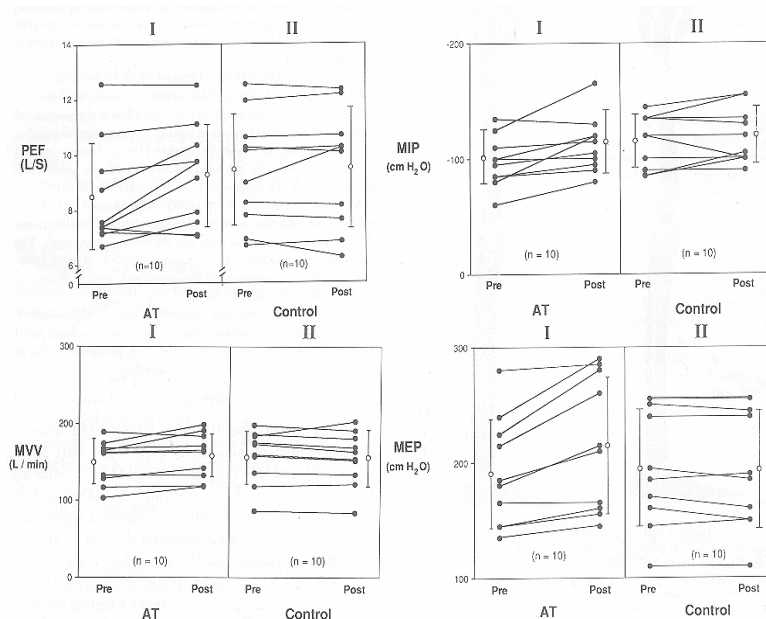 I
II
14
12
10
8
6
0
PEF
(L/S)
(n=10)
(n=10)
Pre
Post
Pre
Post
AT
Control
I
II
-200
-100
0
MIP
(cm H₂O)
(n = 10)
(n = 10)
Pre
Post
Pre
Post
AT
Control
I
II
300
200
100
0
MVV
(L / min)
(n = 10)
(n = 10)
Pre
Post
Pre
Post
AT
Control
I
II
300
200
100
MEP
(cm H₂O)
(n = 10)
(n = 10)
Pre
Post
Pre
Post
AT
Control